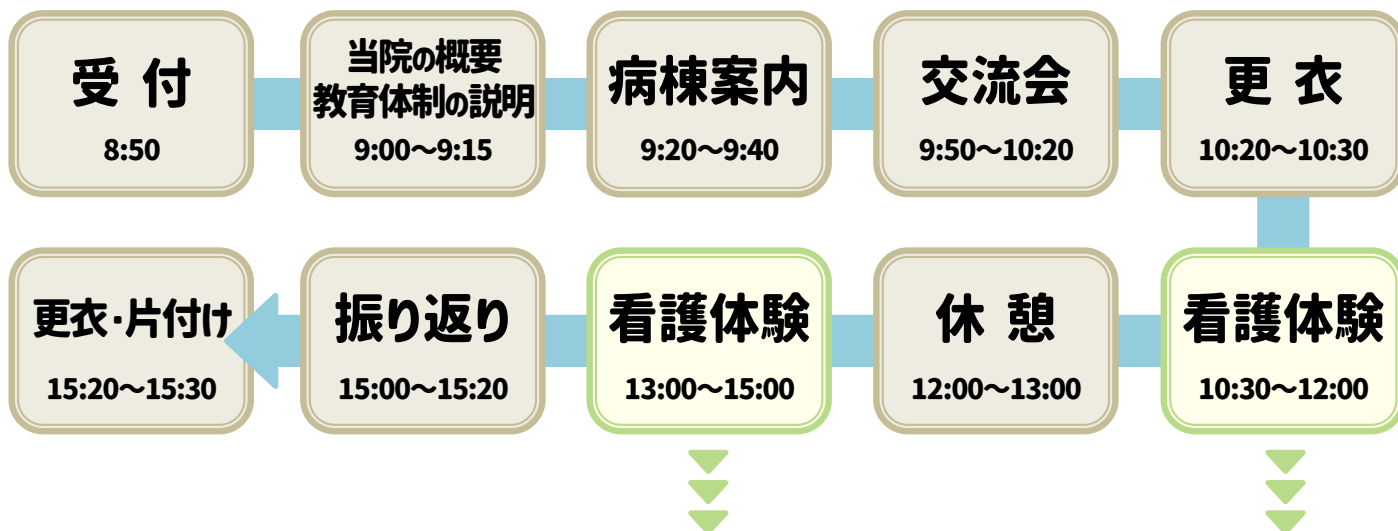 受付
8:50
当院の概要
教育体制の説明
9:00〜9:15
病棟案内
9:20〜9:40
交流会
9:50〜10:20
更衣
10:20〜10:30
看護体験
10:30〜12:00
休憩
12:00〜13:00
看護体験
13:00〜15:00
振り返り
15:00〜15:20
更衣・片付け
15:20〜15:30